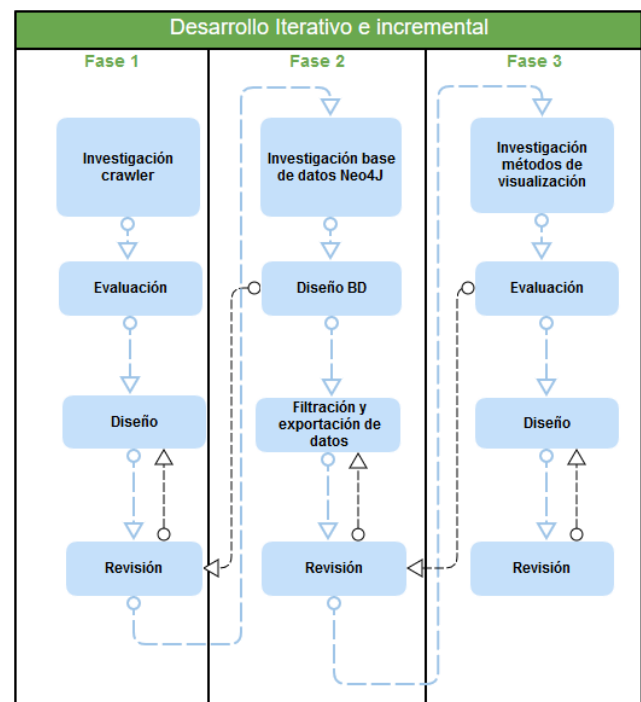 Desarrollo Iterativo e incremental
Fase 1
Fase 2
Fase 3
Investigación
crawler
Evaluación
Diseño
Revisión
Investigación base
de datos Neo4J
Diseño BD
Filtración y
exportación de
datos
Revisión
Investigación
métodos de
visualización
Evaluación
Diseño
Revisión